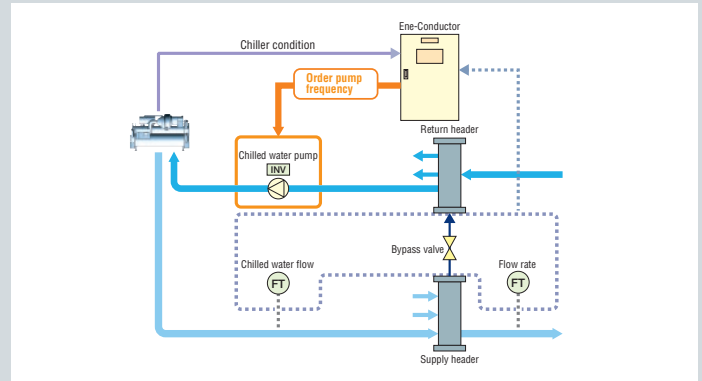 Ene-Conductor
Chiller condition
Order pump
frequency
Return header
Chilled water pump
INV
Bypass valve
Chilled water flow
Flow rate
FT
FT
Supply header